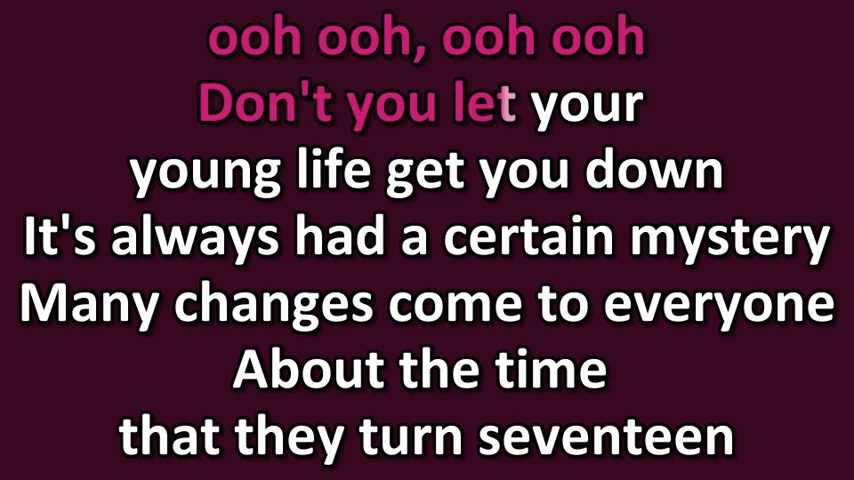 ooh ooh, ooh ooh
Don't you let your
young life get you down
It's always had a certain mystery
Many changes come to everyone
About the time
that they turn seventeen